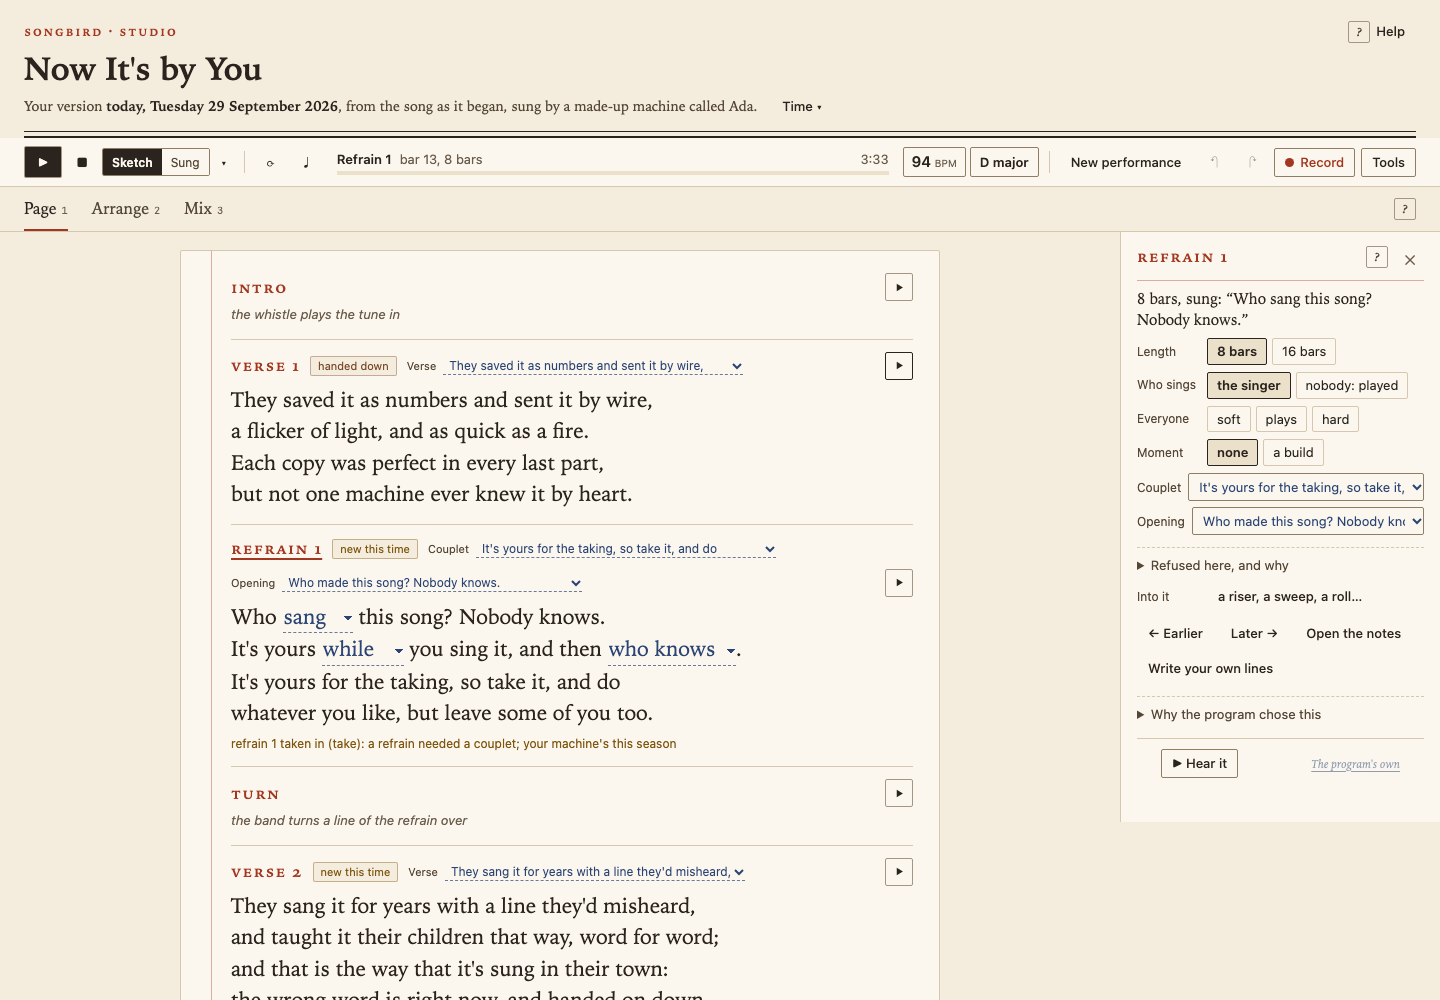 SONGBIRD · STUDIO
? Help
Now It's by You
Your version today, Tuesday 29 September 2026, from the song as it began, sung by a made-up machine called Ada.
Time
Sketch Sung
Refrain 1 bar 13, 8 bars 3:33
94 BPM D major
New performance
Record Tools
Page 1 Arrange 2 Mix 3
?
INTRO
the whistle plays the tune in
VERSE 1 handed down Verse They saved it as numbers and sent it by wire,
They saved it as numbers and sent it by wire,
a flicker of light, and as quick as a fire.
Each copy was perfect in every last part,
but not one machine ever knew it by heart.
REFRAIN 1 new this time Couplet It's yours for the taking, so take it, and do
Opening Who made this song? Nobody knows.
Who sang this song? Nobody knows.
It's yours while you sing it, and then who knows.
It's yours for the taking, so take it, and do
whatever you like, but leave some of you too.
refrain 1 taken in (take): a refrain needed a couplet; your machine's this season
TURN
the band turns a line of the refrain over
VERSE 2 new this time Verse They sang it for years with a line they'd misheard,
They sang it for years with a line they'd misheard,
and taught it their children that way, word for word;
and that is the way that it's sung in their town:
the wrong word is right now, and handed on down.
REFRAIN 1 ?
8 bars, sung: “Who sang this song?
Nobody knows.”
Length 8 bars 16 bars
Who sings the singer nobody: played
Everyone soft plays hard
Moment none a build
Couplet It's yours for the taking, so take it,
Opening Who made this song? Nobody
Refused here, and why
Into it a riser, a sweep, a roll...
← Earlier Later → Open the notes
Write your own lines
Why the program chose this
Hear it The program's own